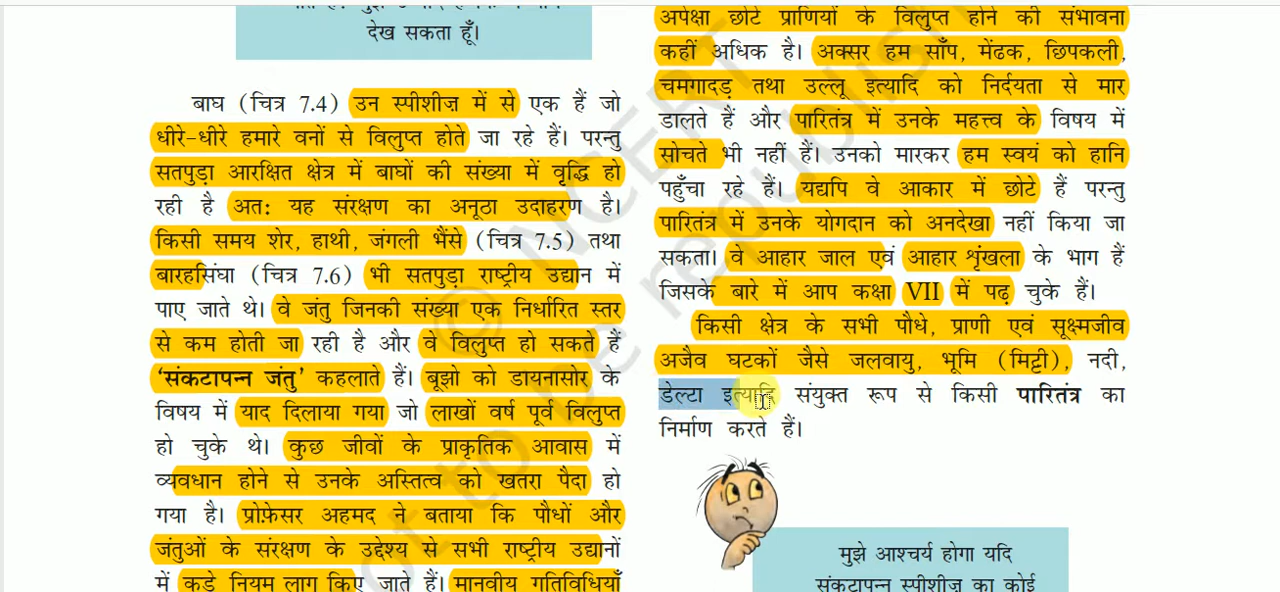 देख सकता हूँ।
बाघ (चित्र 7.4) उन स्पीशीज़ में से एक हैं जो
धीरे-धीरे हमारे वनों से विलुप्त होते जा रहे हैं। परन्तु
सतपुड़ा आरक्षित क्षेत्र में बाघों की संख्या में वृद्धि हो
रही है अत: यह संरक्षण का अनूठा उदाहरण है।
किसी समय शेर, हाथी, जंगली भैंसे (चित्र 7.5) तथा
बारहसिंघा (चित्र 7.6) भी सतपुड़ा राष्ट्रीय उद्यान में
पाए जाते थे। वे जंतु जिनकी संख्या एक निर्धारित स्तर
से कम होती जा रही है और वे विलुप्त हो सकते हैं
‘संकटापन्न जंतु’ कहलाते हैं। बूझो को डायनासोर के
विषय में याद दिलाया गया जो लाखों वर्ष पूर्व विलुप्त
हो चुके थे। कुछ जीवों के प्राकृतिक आवास में
व्यवधान होने से उनके अस्तित्व को खतरा पैदा हो
गया है। प्रोफ़ेसर अहमद ने बताया कि पौधों और
जंतुओं के संरक्षण के उद्देश्य से सभी राष्ट्रीय उद्यानों
में कड़े नियम लागू किए जाते हैं। मानवीय गतिविधियाँ
अपेक्षा छोटे प्राणियों के विलुप्त होने की संभावना
कहीं अधिक है। अक्सर हम साँप, मेंढक, छिपकली,
चमगादड़ तथा उल्लू इत्यादि को निर्दयता से मार
डालते हैं और पारितंत्र में उनके महत्त्व के विषय में
सोचते भी नहीं हैं। उनको मारकर हम स्वयं को हानि
पहुँचा रहे हैं। यद्यपि वे आकार में छोटे हैं परन्तु
पारितंत्र में उनके योगदान को अनदेखा नहीं किया जा
सकता। वे आहार जाल एवं आहार शृंखला के भाग हैं
जिसके बारे में आप कक्षा VII में पढ़ चुके हैं।
किसी क्षेत्र के सभी पौधे, प्राणी एवं सूक्ष्मजीव
अजैव घटकों जैसे जलवायु, भूमि (मिट्टी), नदी,
डेल्टा इत्यादि संयुक्त रूप से किसी पारितंत्र का
निर्माण करते हैं।
मुझे आश्चर्य होगा यदि
संकटापन्न स्पीशीज़ का कोई
© NCERT
not to be republished